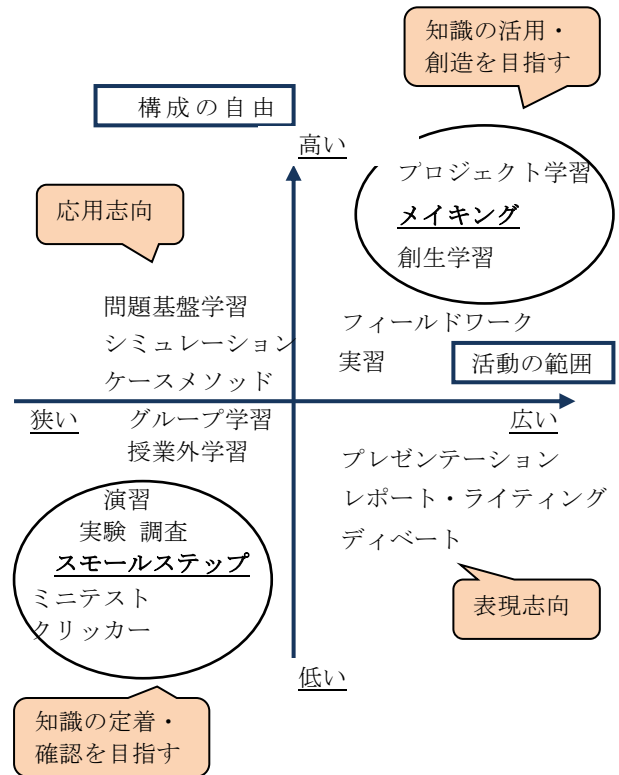 知識の活用・
創造を目指す
構成の自由
高い
プロジェクト学習
メイキング
創生学習
応用志向
問題基盤学習
シミュレーション
ケースメソッド
フィールドワーク
実習
活動の範囲
狭い
広い
グループ学習
授業外学習
プレゼンテーション
レポート・ライティング
ディベート
演習
実験 調査
スモールステップ
ミニテスト
クリッカー
表現志向
低い
知識の定着・
確認を目指す